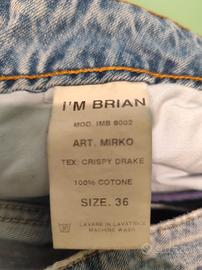 I'M BRIAN
MOD. IMB 8002
ART. MIRKO
TEX: CRISPY DRAKE
100% COTONE
SIZE. 36
LAVARE IN LAVATRICE
MACHINE WASH